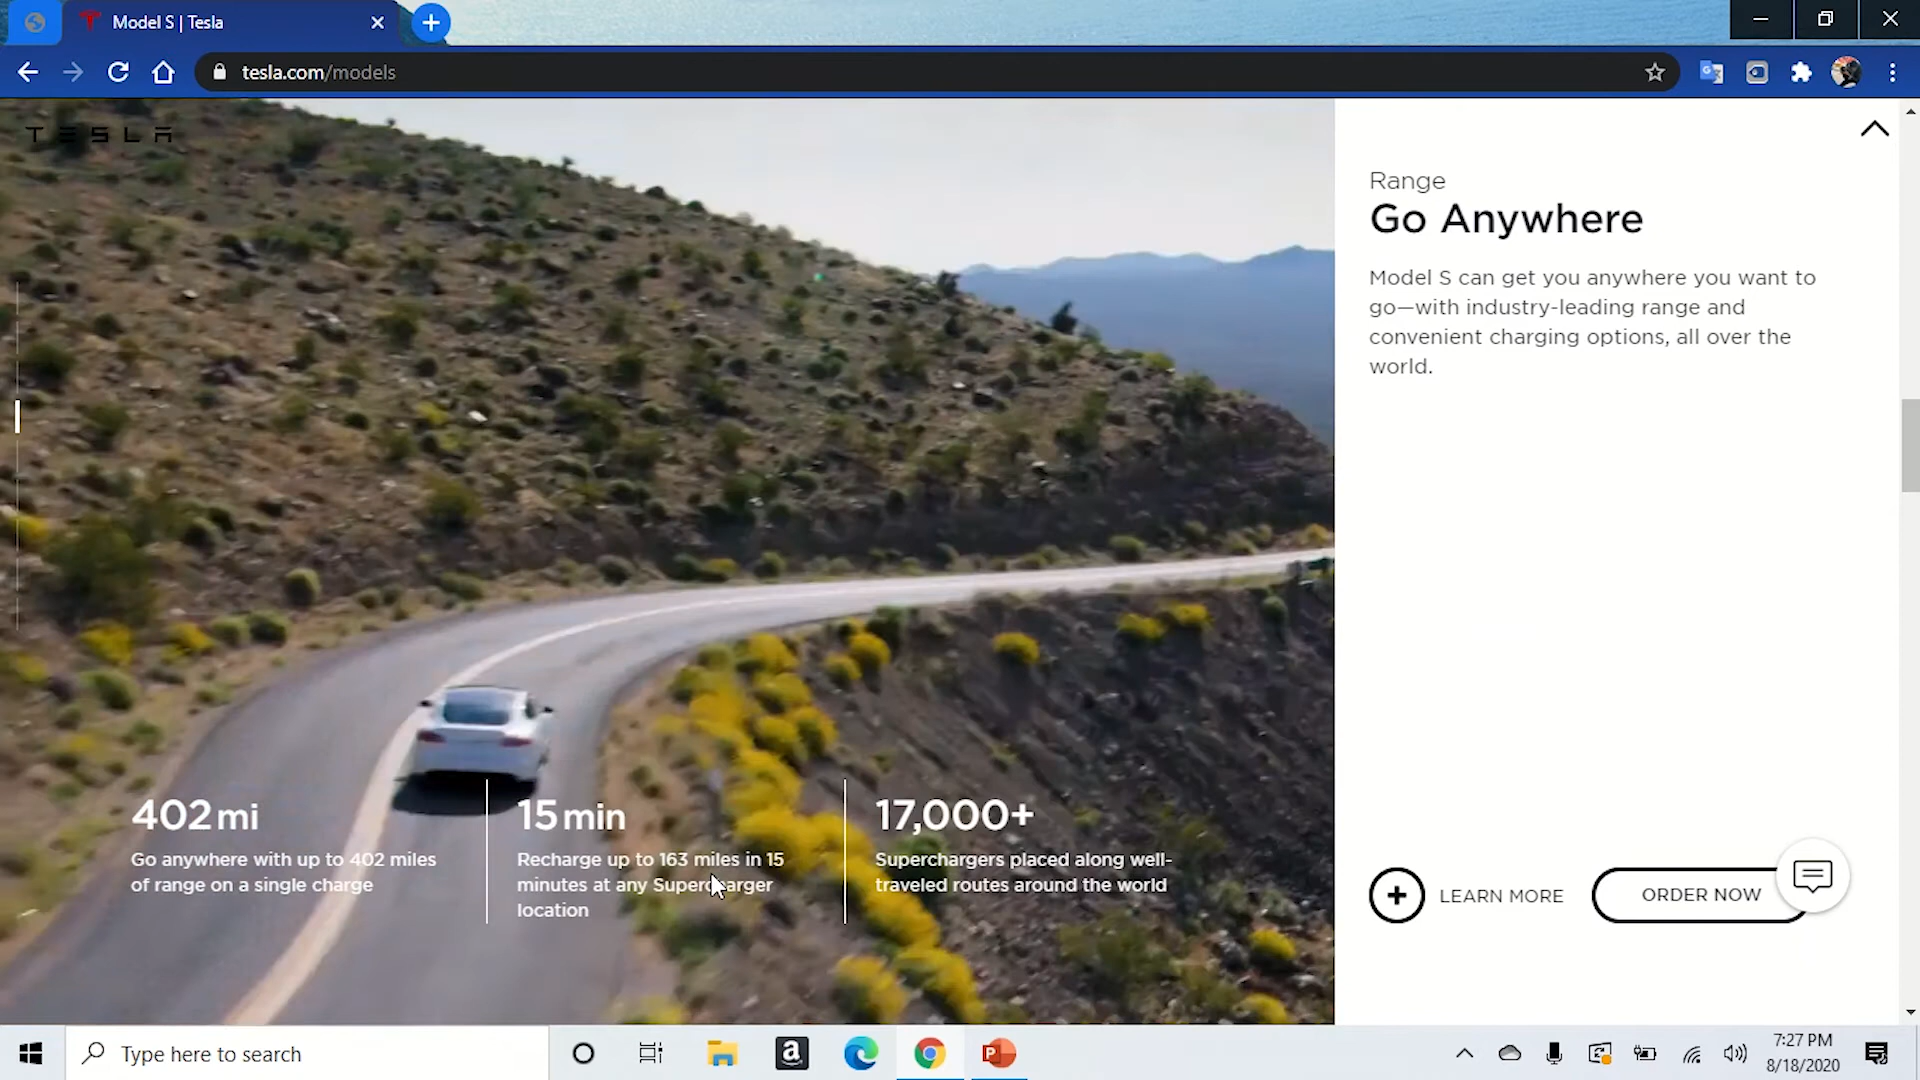 Model S | Tesla
tesla.com/models
TESLA
Range
Go Anywhere
Model S can get you anywhere you want to
go—with industry-leading range and
convenient charging options, all over the
world.
402 mi
Go anywhere with up to 402 miles
of range on a single charge
15 min
Recharge up to 163 miles in 15
minutes at any Supercharger
location
17,000+
Superchargers placed along well-
traveled routes around the world
LEARN MORE
ORDER NOW
Type here to search
7:27 PM
8/18/2020